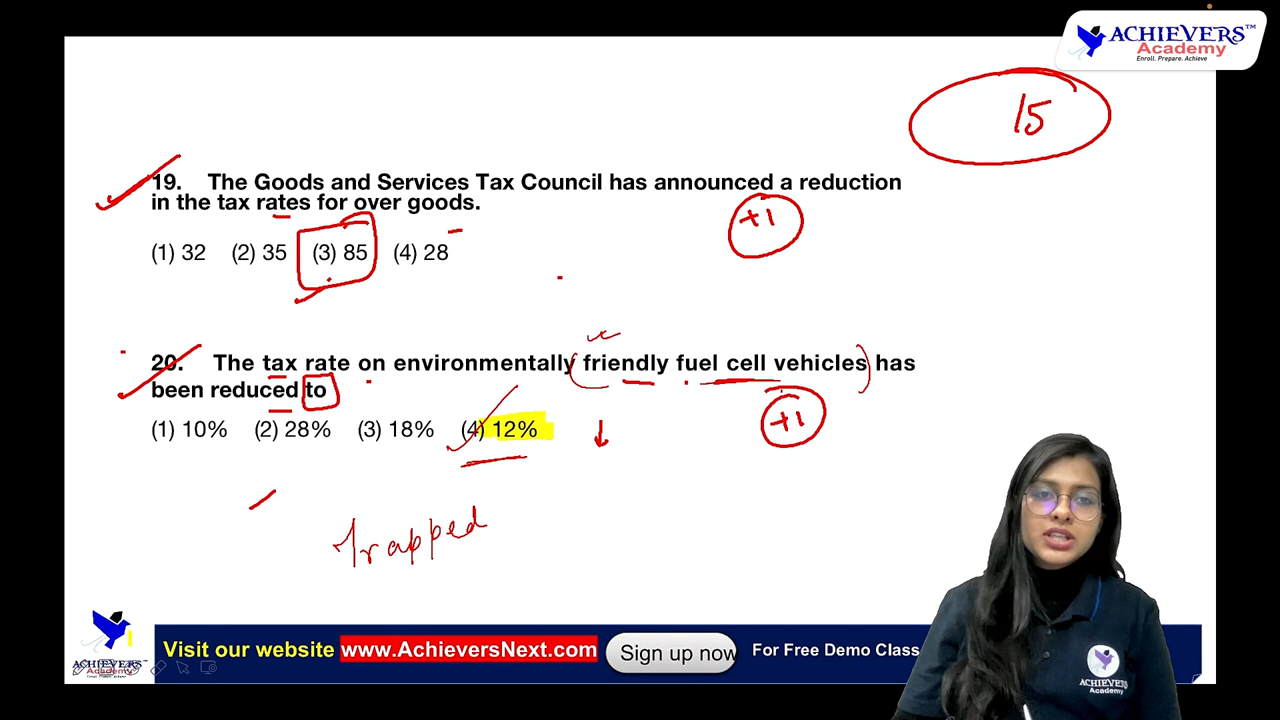 ACHIEVERS™
Academy
Enroll. Prepare. Achieve
15
19. The Goods and Services Tax Council has announced a reduction
in the tax rates for over goods.
+1
(1) 32 (2) 35 (3) 85 (4) 28
20. The tax rate on environmentally (friendly fuel cell vehicles) has
been reduced to
+1
(1) 10% (2) 28% (3) 18% (4) 12%
Trapped
ACHIEVERS
Academy
Visit our website www.AchieversNext.com Sign up now For Free Demo Class
ACHIEVERS
Academy